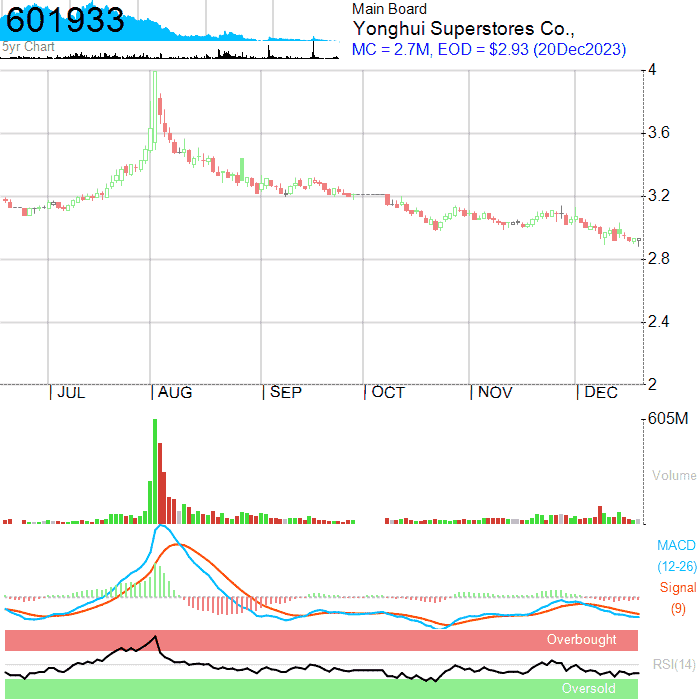 601933
5yr Chart
Main Board
Yonghui Superstores Co.,
MC = 2.7M, EOD = $2.93 (20Dec2023)
4
3.6
3.2
2.8
2.4
2
JUL AUG SEP OCT NOV DEC
605M
Volume
MACD
(12-26)
Signal
(9)
Overbought
RSI(14)
Oversold